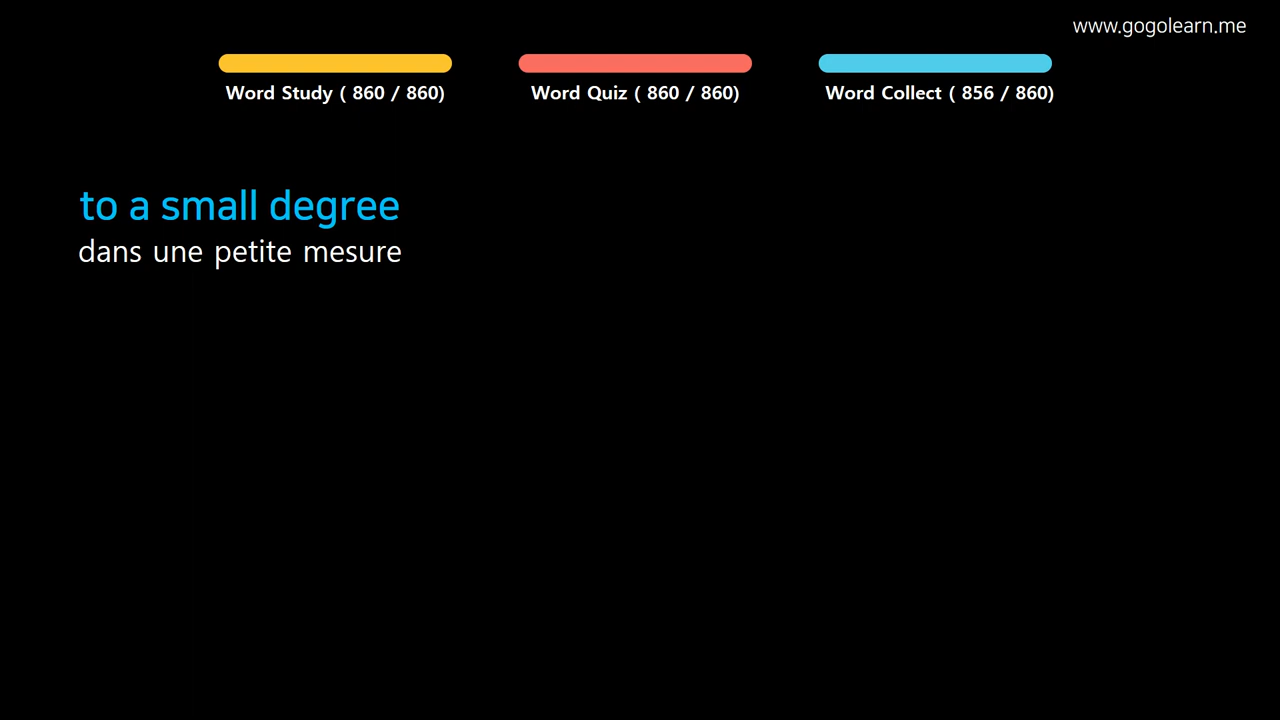 www.gogolearn.me
Word Study ( 860 / 860)
Word Quiz ( 860 / 860)
Word Collect ( 856 / 860)
to a small degree
dans une petite mesure